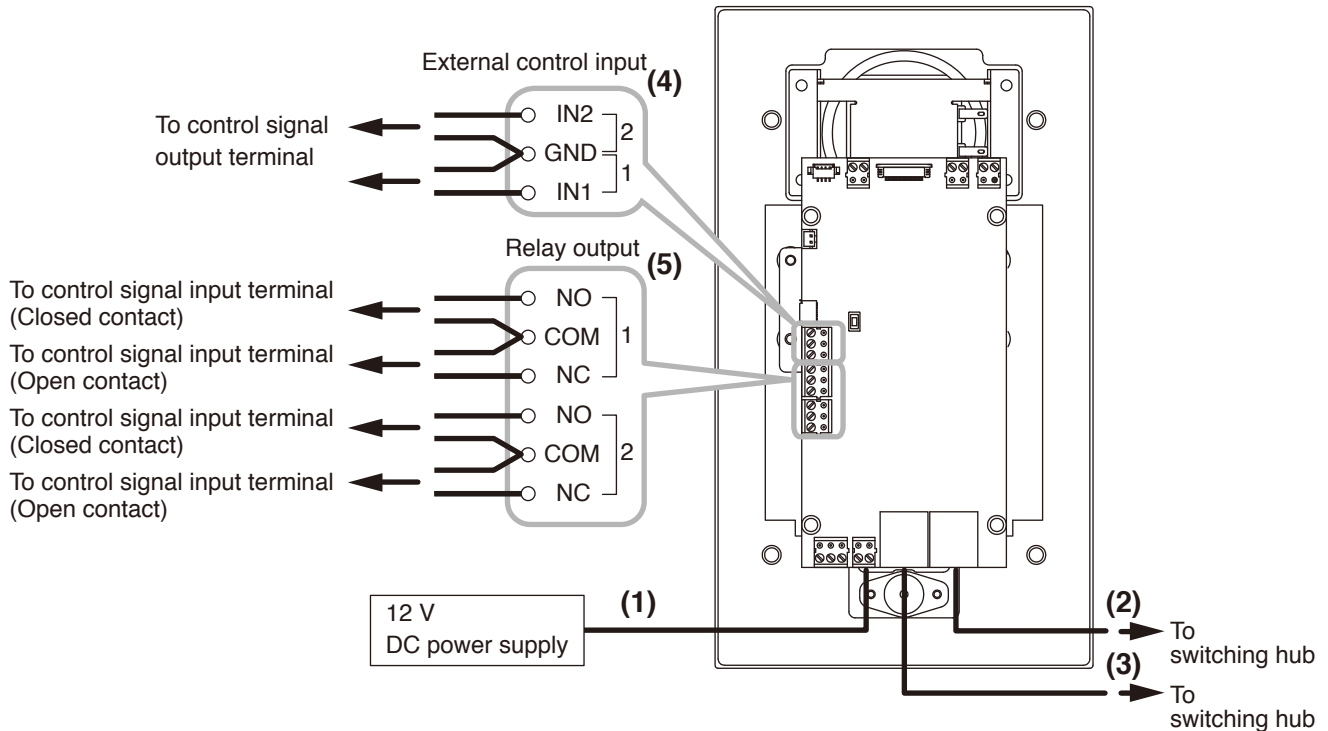 External control input
(4)
To control signal
output terminal
IN2
GND
IN1
2
1
Relay output
(5)
To control signal input terminal
(Closed contact)
To control signal input terminal
(Open contact)
To control signal input terminal
(Closed contact)
To control signal input terminal
(Open contact)
NO
COM
NC
1
NO
COM
NC
2
12 V
DC power supply
(1)
(2)
To
switching hub
(3)
To
switching hub